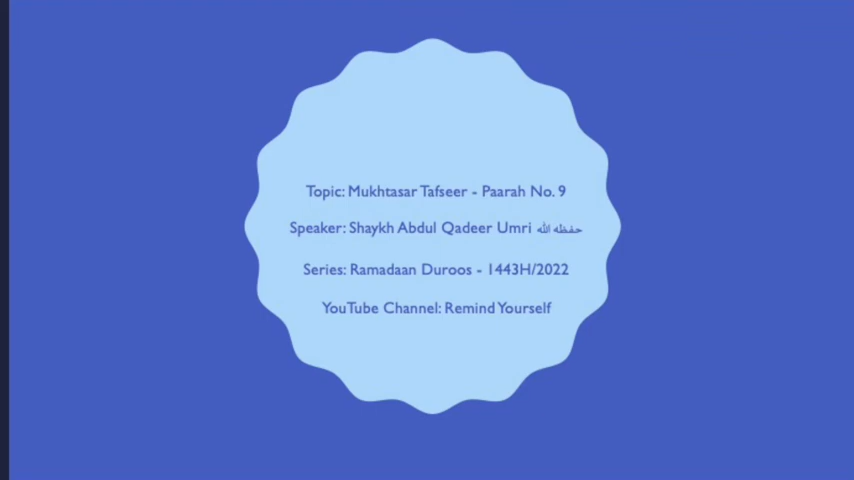 Topic: Mukhtasar Tafseer - Paarah No. 9
Speaker: Shaykh Abdul Qadeer Umri حفظه الله
Series: Ramadaan Duroos - 1443H/2022
YouTube Channel: Remind Yourself